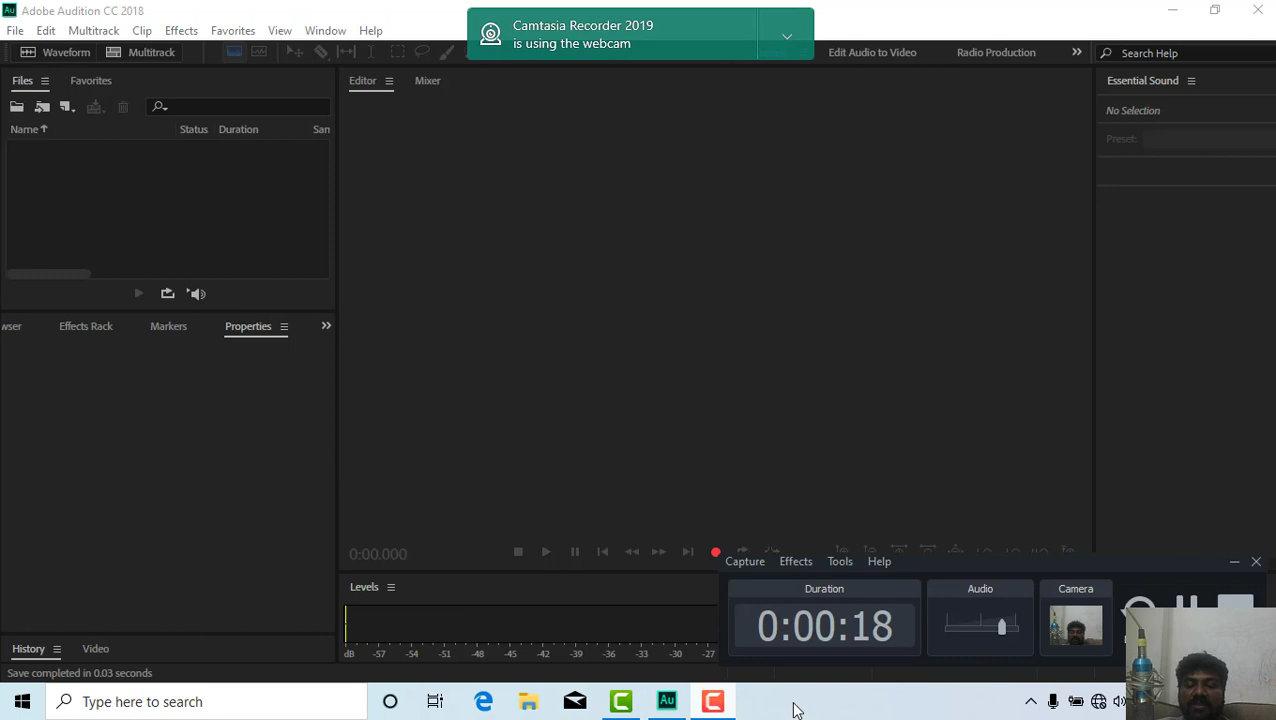 Au Adobe Audition CC 2018
File Edit Multitrack Clip Effects Favorites View Window Help
Camtasia Recorder 2019
is using the webcam
Waveform Multitrack Edit Audio to Video Radio Production Search Help
Files Favorites
Editor Mixer
Essential Sound
No Selection
Name Status Duration Sam
Preset:
wser Effects Rack Markers Properties
0:00.000
Capture Effects Tools Help
Levels
Duration Audio Camera
0:00:18
dB -57 -54 -51 -48 -45 -42 -39 -36 -33 -30 -27
History Video
Save completed in 0.03 seconds
Type here to search
Au